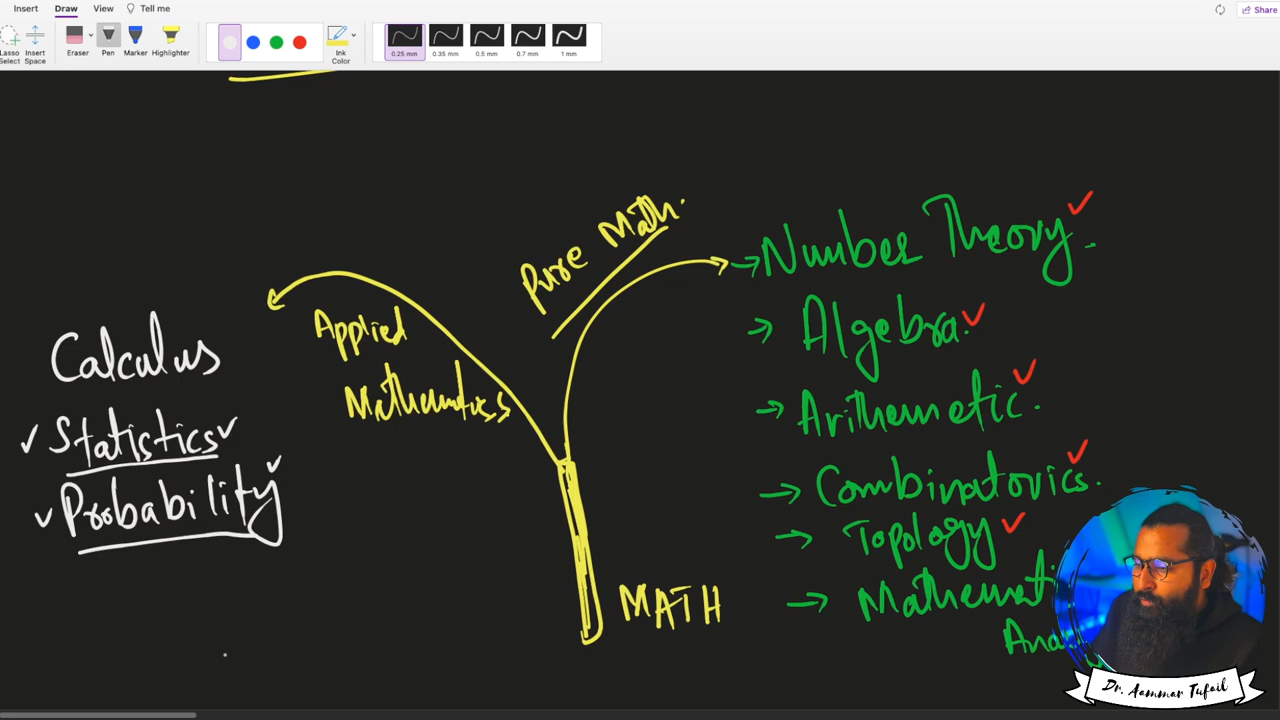 Insert Draw View Tell me
Share
Lasso Select
Insert Space
Eraser
Pen
Marker
Highlighter
Ink Color
0.25 mm
0.35 mm
0.5 mm
0.7 mm
1 mm
Pure Math.
Applied
Mathematics
MATH
Calculus
Statistics
Probability
Number Theory.
Algebra.
Arithemetic.
Combinatorics.
Topology
Dr. Aammar Tufail